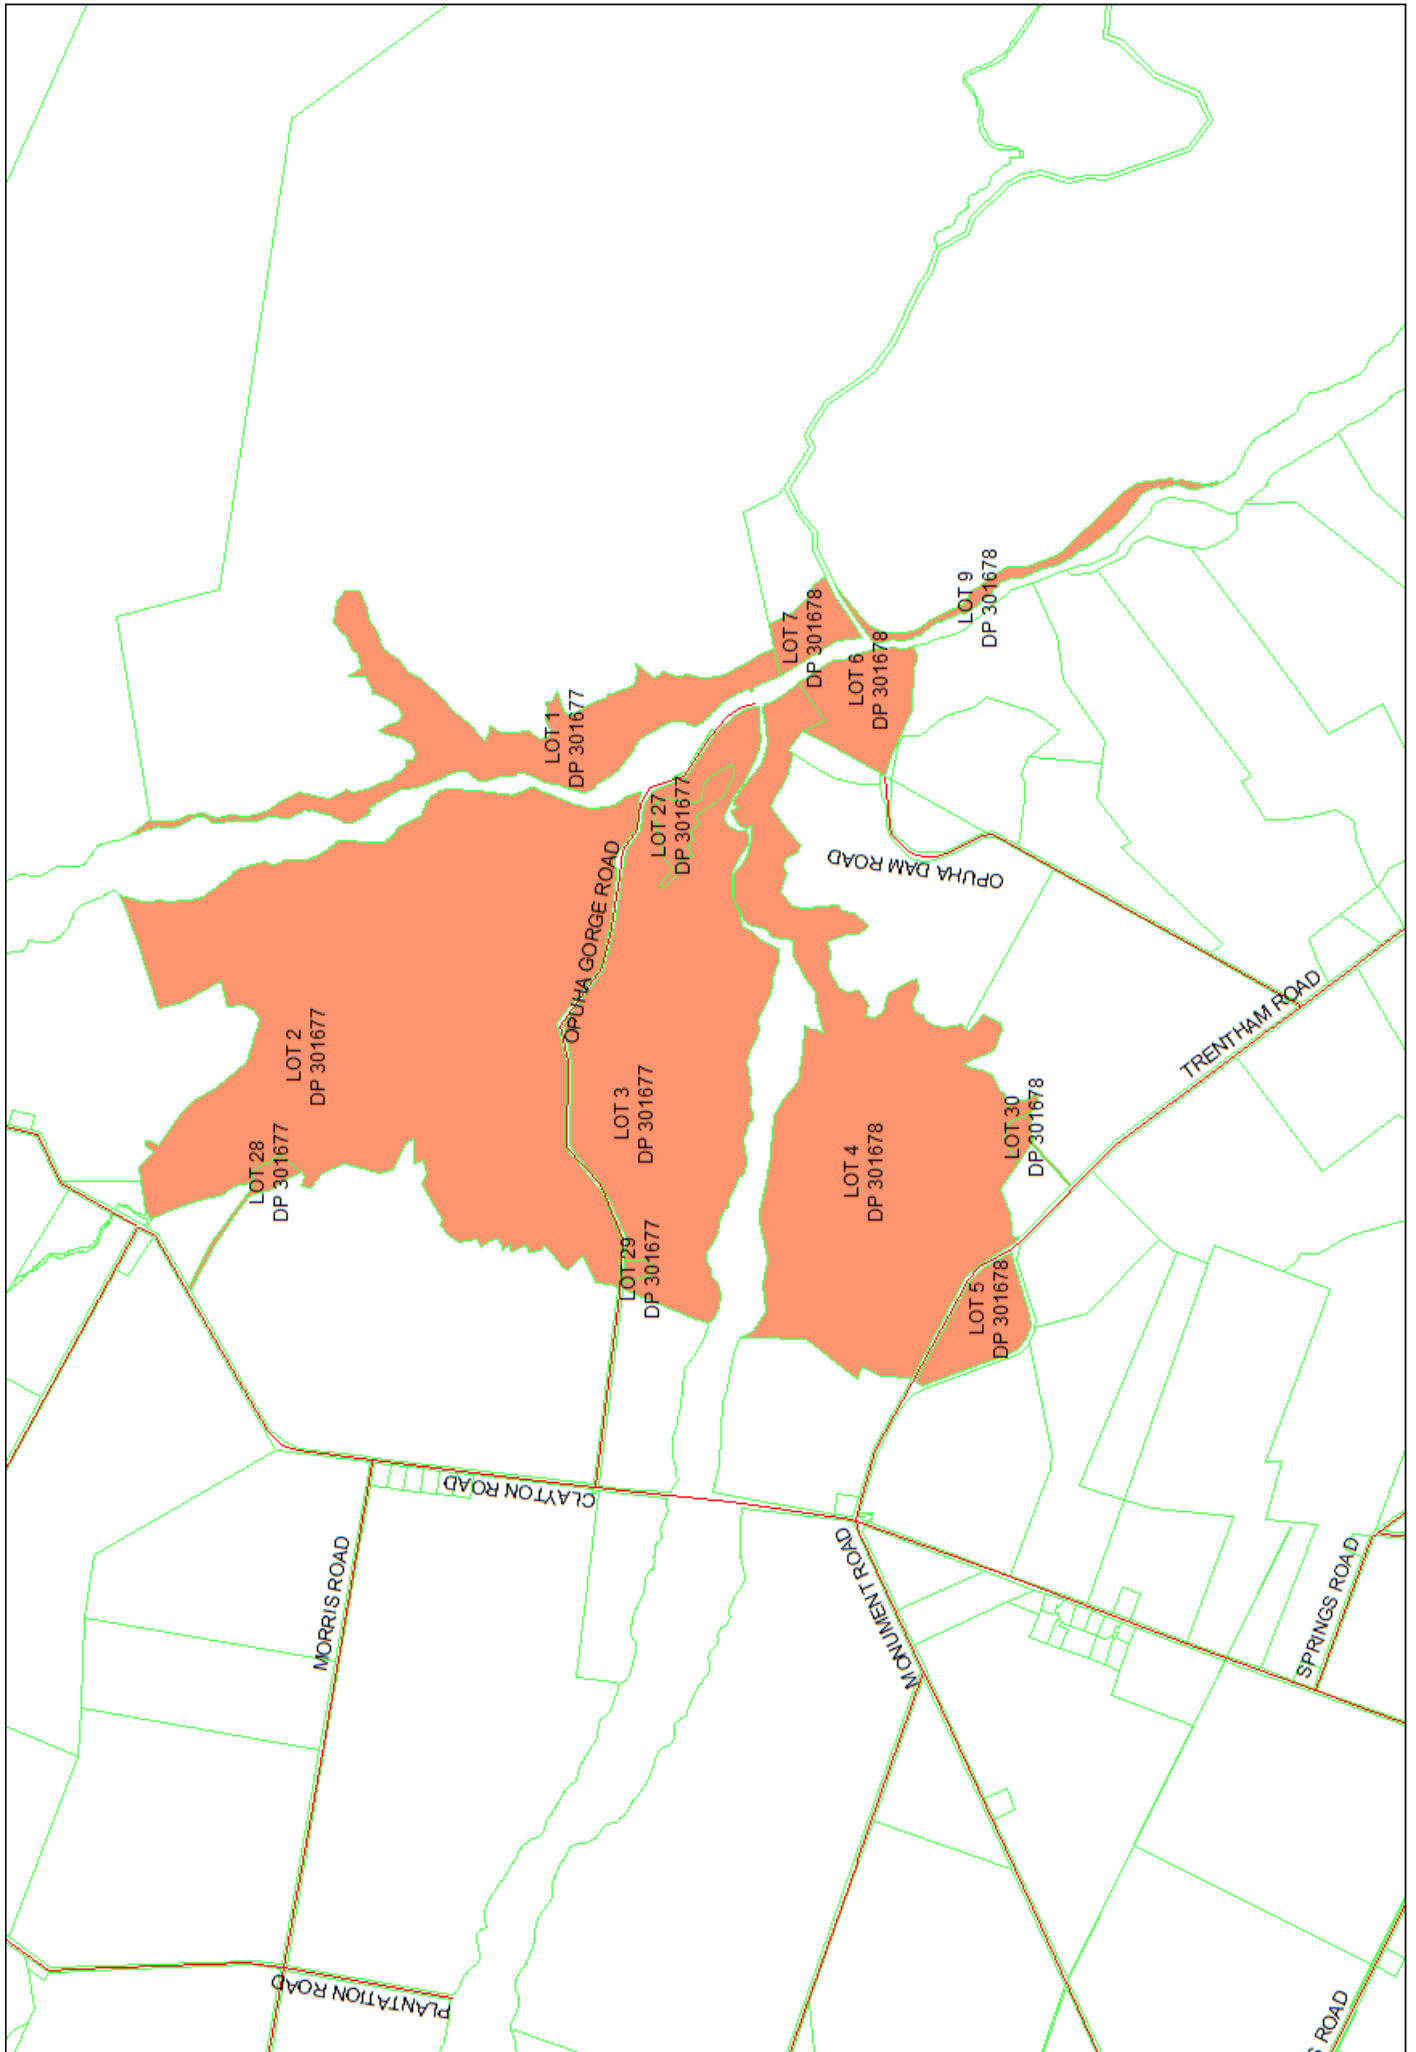 LOT 1
DP 301677
LOT 7
DP 301678
LOT 6
DP 301678
LOT 9
DP 301678
LOT 27
DP 301677
OPUHA GORGE ROAD
OPUHA DAM ROAD
LOT 2
DP 301677
LOT 28
DP 301677
LOT 3
DP 301677
LOT 4
DP 301678
LOT 30
DP 301678
TRENTHAM ROAD
LOT 29
DP 301677
LOT 5
DP 301678
CLAYTON ROAD
MORRIS ROAD
MONUMENT ROAD
SPRINGS ROAD
PLANTATION ROAD
S ROAD